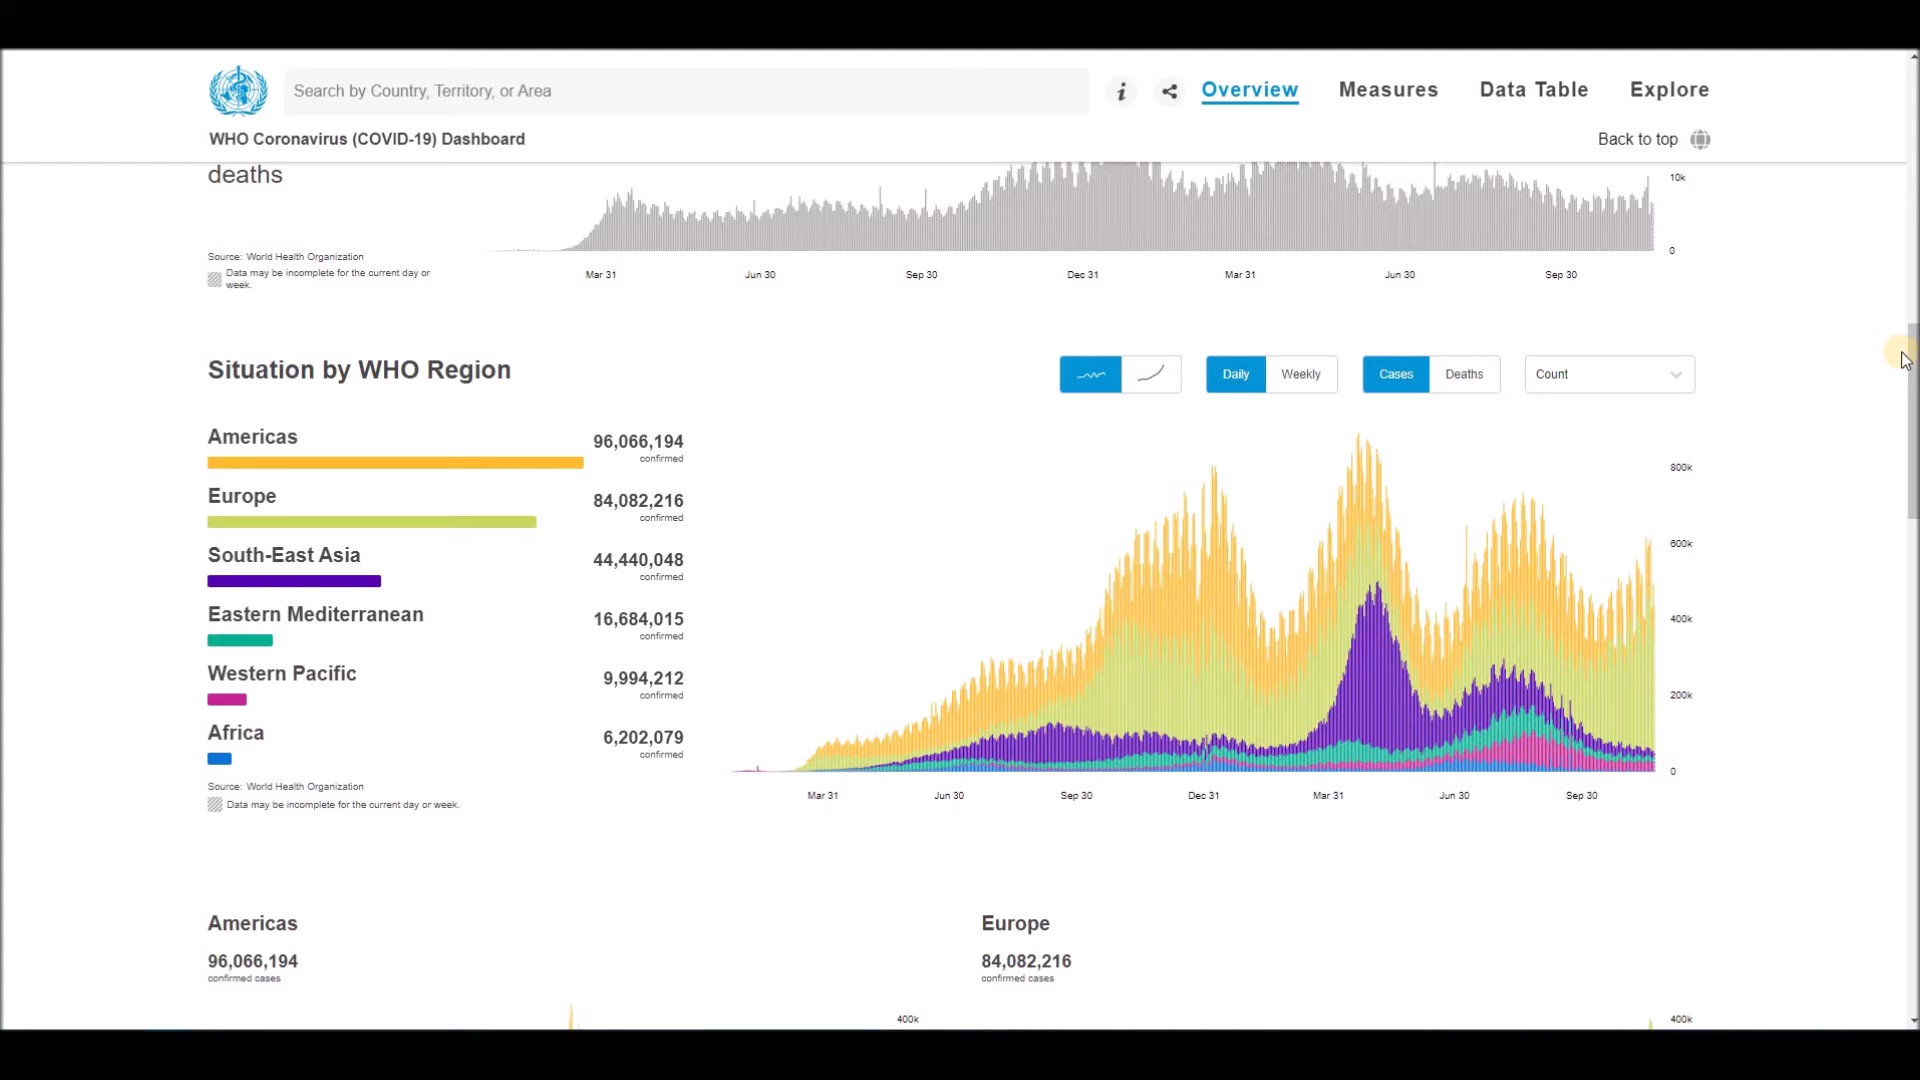 Search by Country, Territory, or Area
i
Overview
Measures
Data Table
Explore
WHO Coronavirus (COVID-19) Dashboard
Back to top
deaths
10k
0
Source: World Health Organization
Data may be incomplete for the current day or
week.
Mar 31
Jun 30
Sep 30
Dec 31
Mar 31
Jun 30
Sep 30
Situation by WHO Region
Daily
Weekly
Cases
Deaths
Count
Americas
96,066,194
confirmed
Europe
84,082,216
confirmed
South-East Asia
44,440,048
confirmed
Eastern Mediterranean
16,684,015
confirmed
Western Pacific
9,994,212
confirmed
Africa
6,202,079
confirmed
Source: World Health Organization
Data may be incomplete for the current day or week.
800k
600k
400k
200k
0
Mar 31
Jun 30
Sep 30
Dec 31
Mar 31
Jun 30
Sep 30
Americas
96,066,194
confirmed cases
400k
Europe
84,082,216
confirmed cases
400k